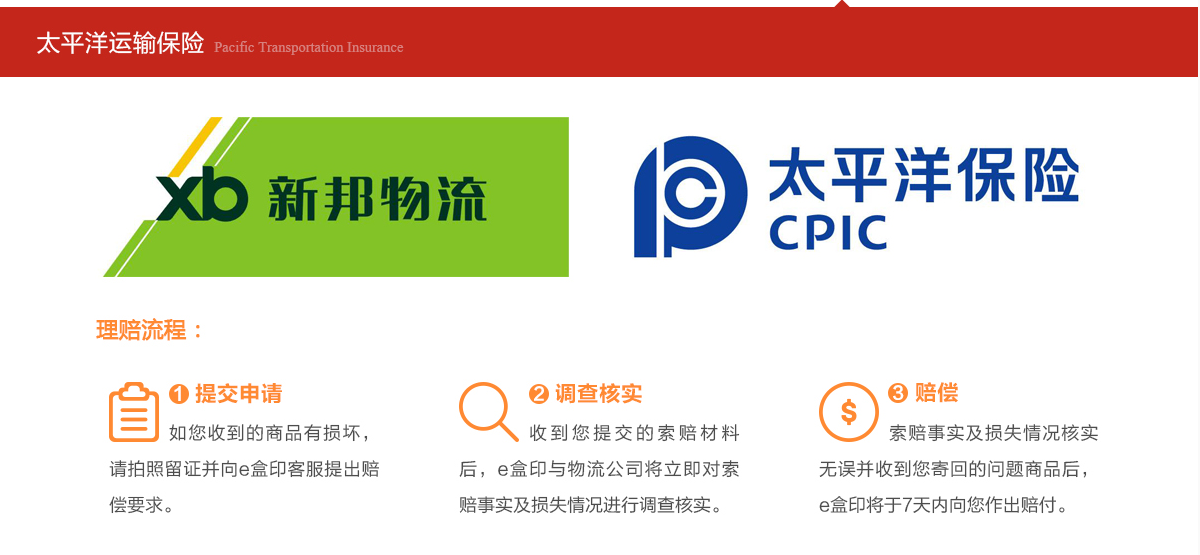 太平洋运输保险 Pacific Transportation Insurance
xb 新邦物流
太平洋保险
CPIC
理赔流程：
1 提交申请
如您收到的商品有损坏，
请拍照留证并向e盒印客服提出赔
偿要求。
2 调查核实
收到您提交的索赔材料
后，e盒印与物流公司将立即对索
赔事实及损失情况进行调查核实。
3 赔偿
$
索赔事实及损失情况核实
无误并收到您寄回的问题商品后，
e盒印将于7天内向您作出赔付。